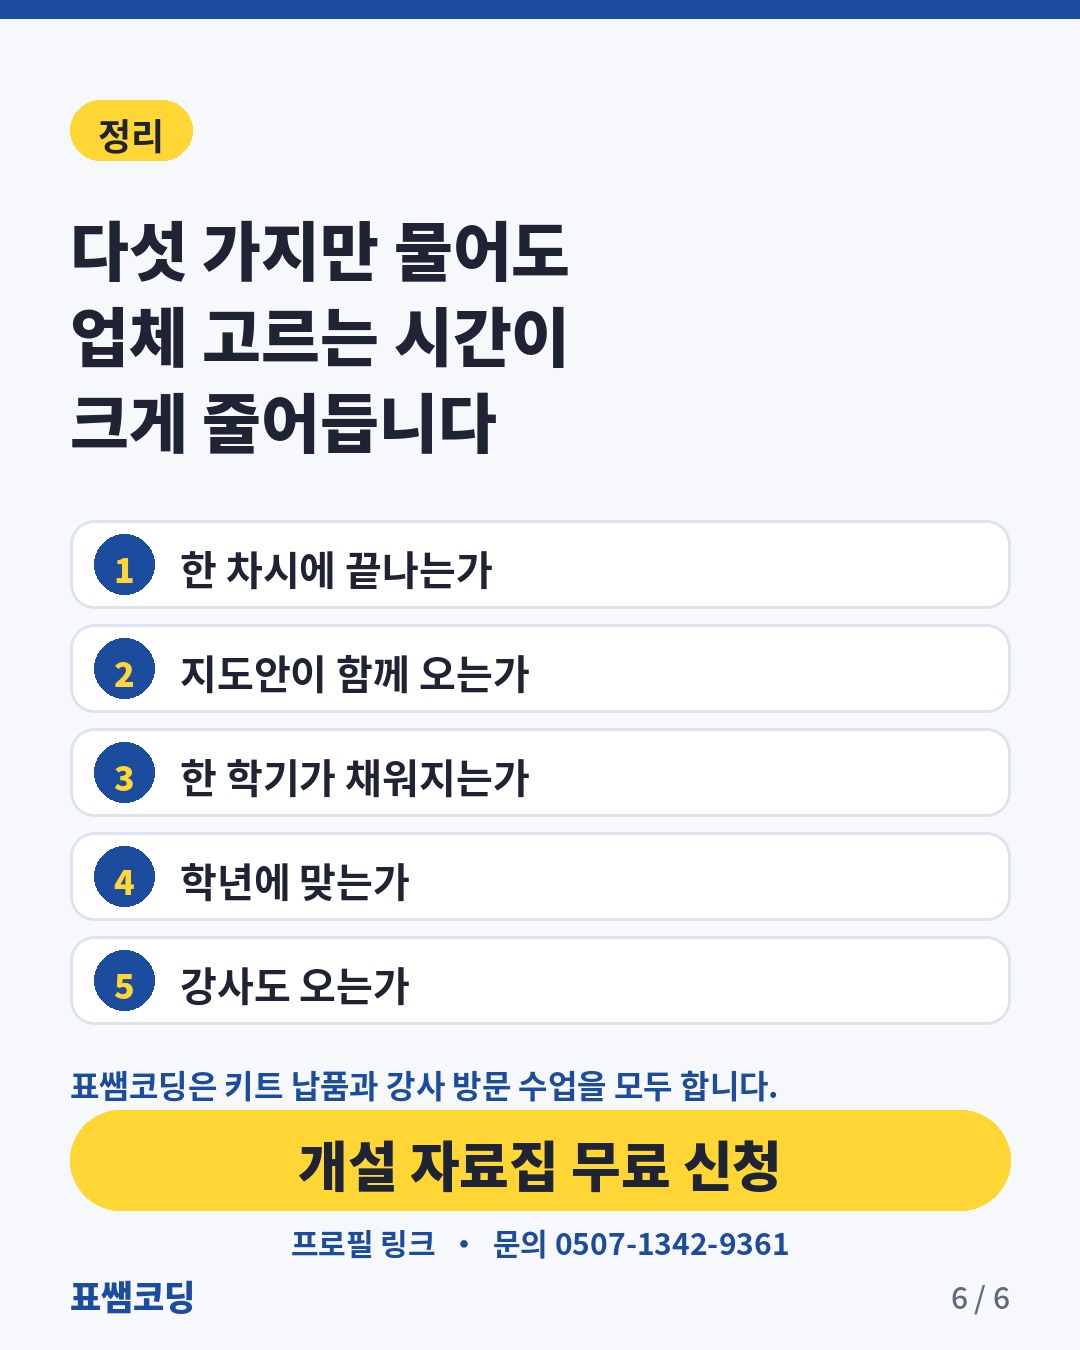 정리
다섯 가지만 물어도
업체 고르는 시간이
크게 줄어듭니다
1 한 차시에 끝나는가
2 지도안이 함께 오는가
3 한 학기가 채워지는가
4 학년에 맞는가
5 강사도 오는가
표쌤코딩은 키트 납품과 강사 방문 수업을 모두 합니다.
개설 자료집 무료 신청
프로필 링크 • 문의 0507-1342-9361
표쌤코딩
6 / 6